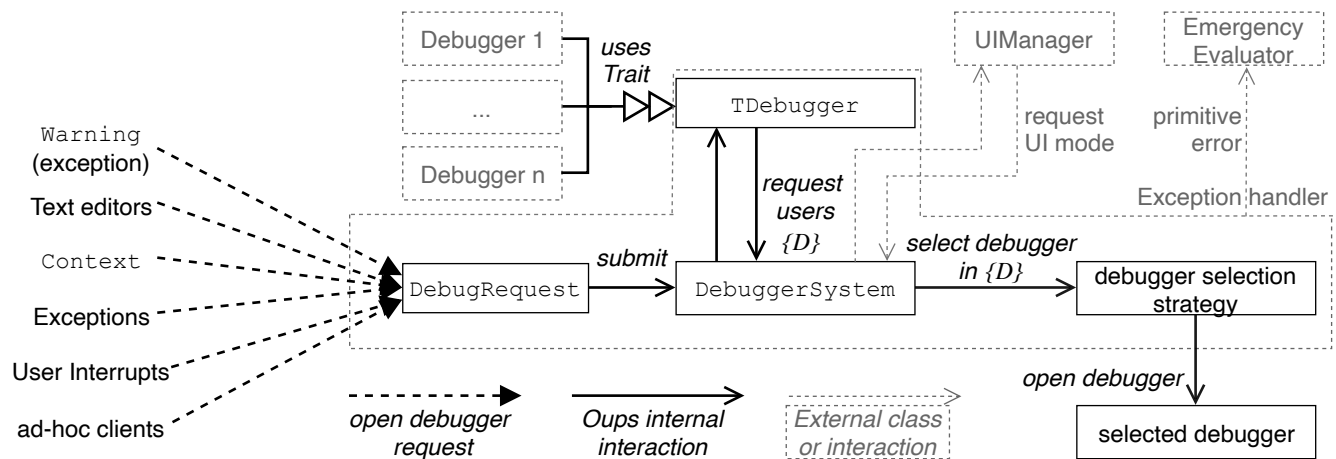 Debugger 1
...
Debugger n
uses
Trait
TDebugger
UIManager
Emergency
Evaluator
request
UI mode
primitive
error
Exception handler
Warning
(exception)
Text editors
Context
Exceptions
User Interrupts
ad-hoc clients
DebugRequest
submit
request
users
{D}
DebuggerSystem
select debugger
in {D}
debugger selection
strategy
open debugger
selected debugger
open debugger
request
Oups internal
interaction
External class
or interaction